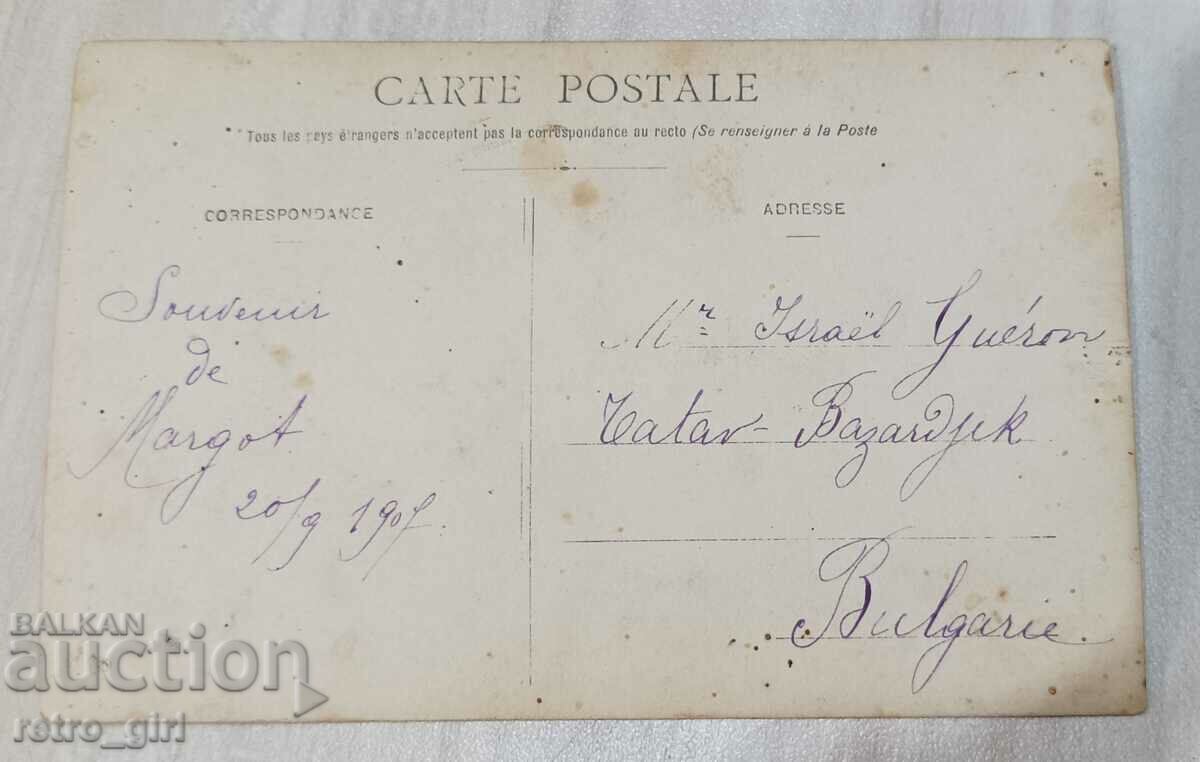 CARTE POSTALE
Tous les pays étrangers n'acceptent pas la correspondance au recto (Se renseigner à la Poste
CORRESPONDANCE
Souvenir
de
Margot
20/9 1907.
ADRESSE
Mr Israël Guéron
Tatar-Bazardjek
Bulgarie.
BALKAN
auction
retro_girl